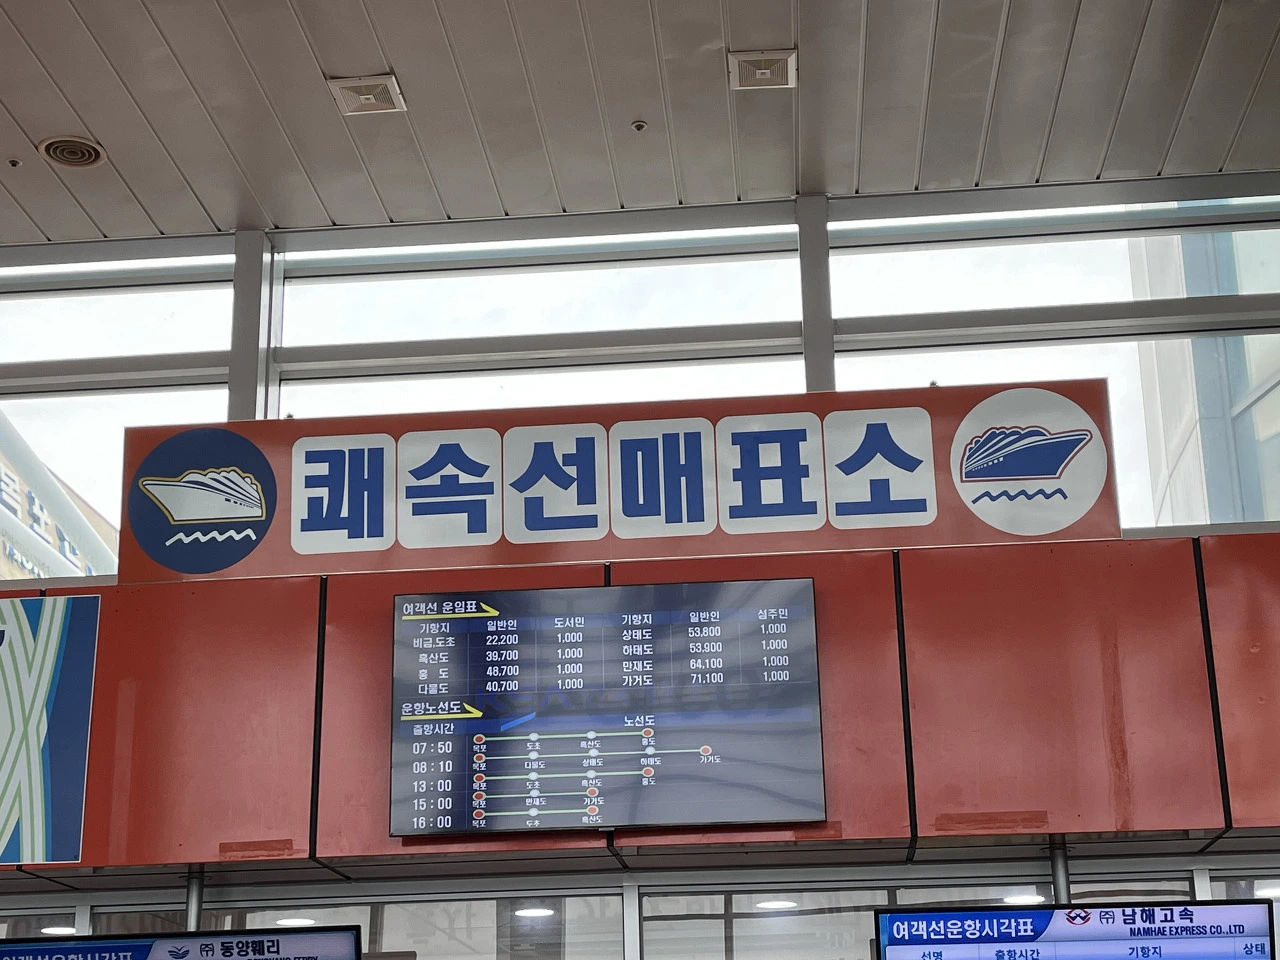 쾌속선매표소
여객선 운임표
기항지 일반인 도서민 기항지 일반인 섬주민
비금,도초 22,200 1,000 상태도 53,800 1,000
흑산도 39,700 1,000 하태도 53,900 1,000
홍 도 48,700 1,000 만재도 64,100 1,000
다물도 40,700 1,000 가거도 71,100 1,000
운항노선도
출항시간 노선도
07 : 50 목포 도초 흑산도 홍도
08 : 10 목포 다물도 상태도 하태도 가거도
13 : 00 목포 도초 흑산도 홍도
15 : 00 목포 만재도 가거도
16 : 00 목포 도초 흑산도
여객선운항시각표 ㈜ 동양훼리
여객선운항시각표 ㈜ 남해고속
NAMHAE EXPRESS CO.,LTD
선명 출항시간 기항지 상태